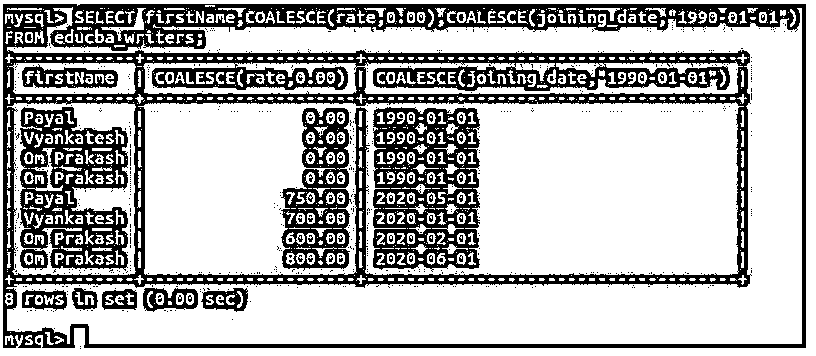 mysql> SELECT firstName,COALESCE(rate,0.00),COALESCE(joining_date,"1990-01-01")
FROM educba_writers;
| firstName | COALESCE(rate,0.00) | COALESCE(joining_date,"1990-01-01") |
| Payal | 0.00 | 1990-01-01 |
| Vyankatesh | 0.00 | 1990-01-01 |
| Om Prakash | 0.00 | 1990-01-01 |
| Om Prakash | 0.00 | 1990-01-01 |
| Payal | 750.00 | 2020-05-01 |
| Vyankatesh | 700.00 | 2020-01-01 |
| Om Prakash | 600.00 | 2020-02-01 |
| Om Prakash | 800.00 | 2020-06-01 |
8 rows in set (0.00 sec)
mysql>